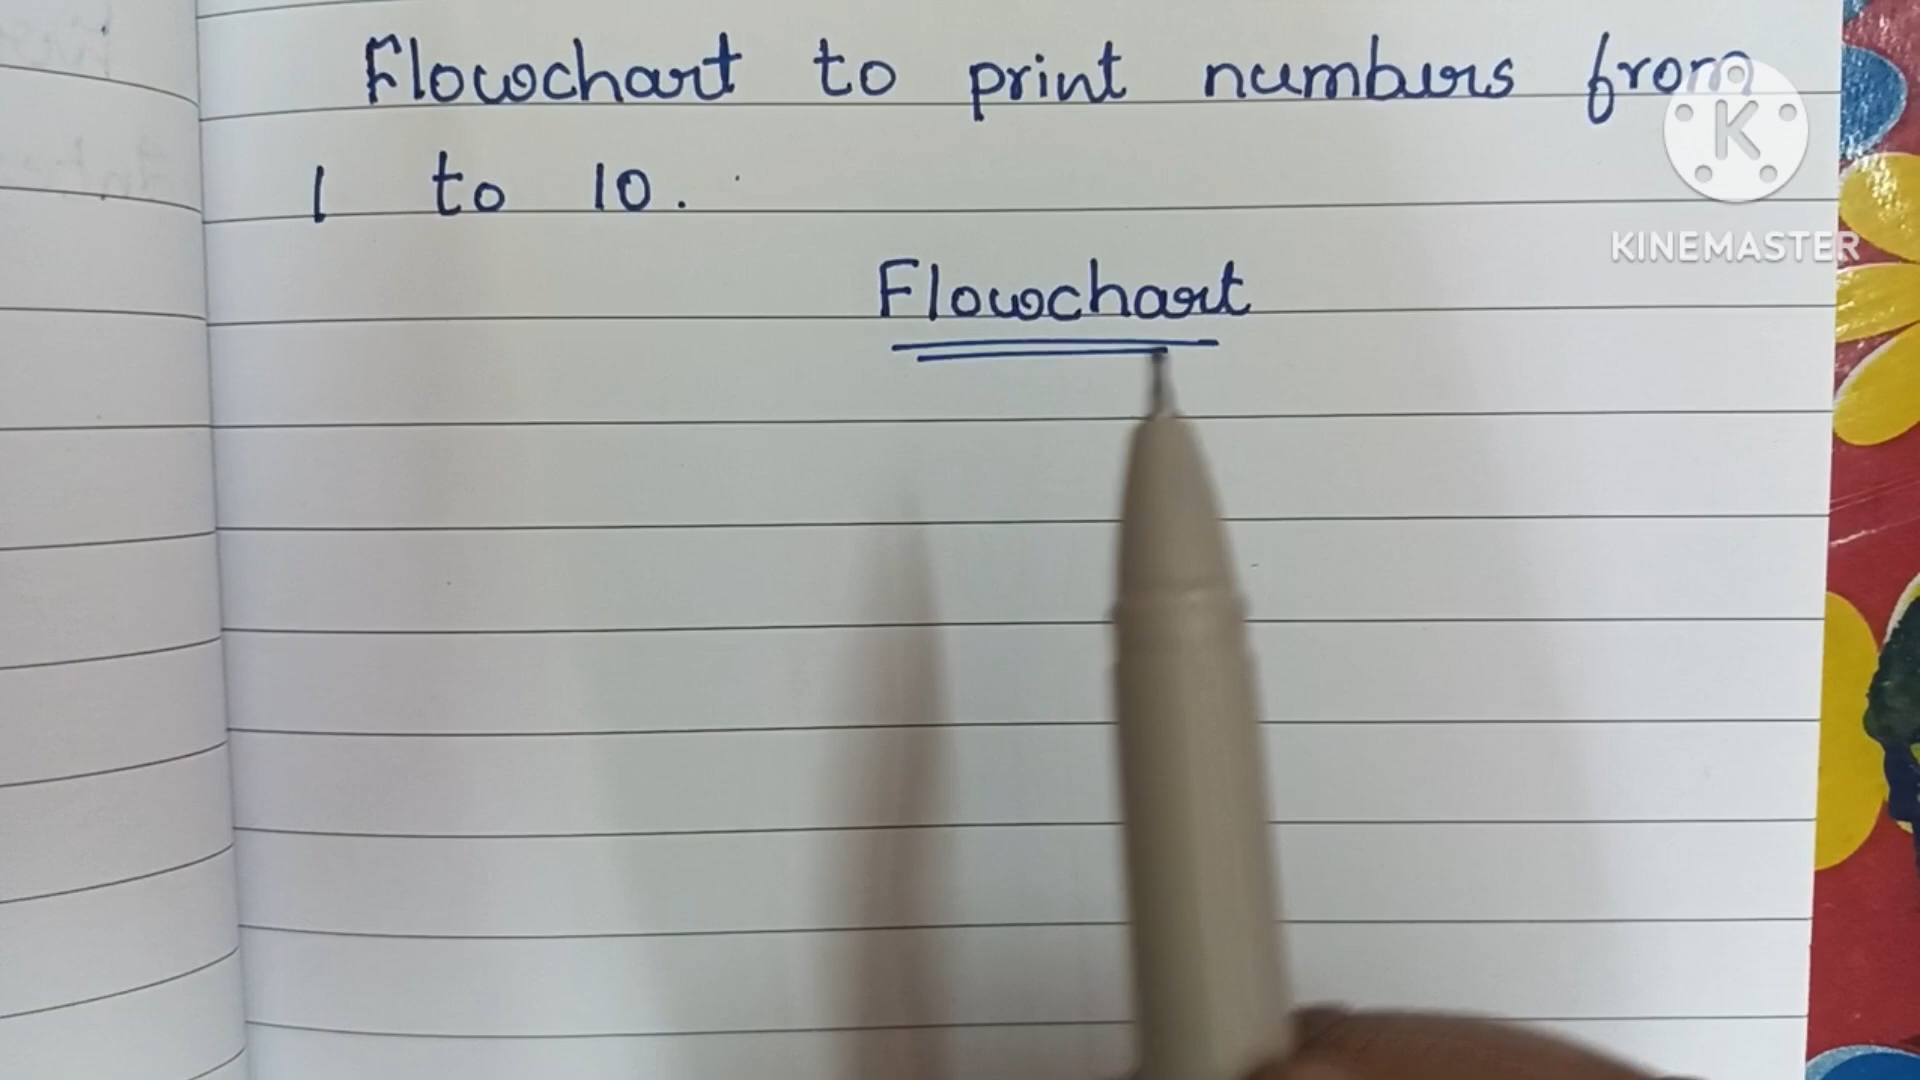 Flowchart to print numbers from
1 to 10.
Flowchart
K
KINEMASTER